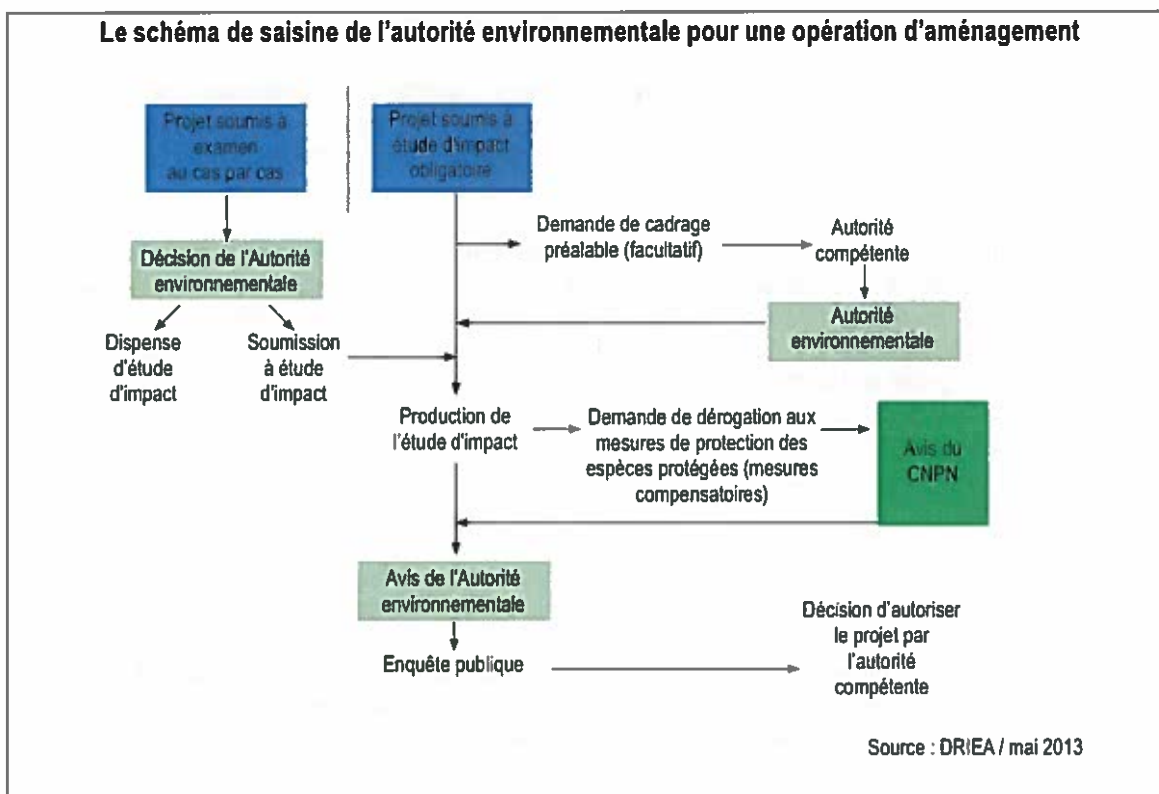 Le schéma de saisine de l'autorité environnementale pour une opération d'aménagement
Projet soumis à
examen
au cas par cas
Projet soumis à
étude d'impact
obligatoire
Demande de cadrage
préalable (facultatif)
Autorité
compétente
Décision de l'Autorité
environnementale
Autorité
environnementale
Dispense
d'étude
d'impact
Soumission
à étude
d'impact
Production de
l'étude d'impact
Demande de dérogation aux
mesures de protection des
espèces protégées (mesures
compensatoires)
Avis du
CNPN
Avis de l'Autorité
environnementale
Enquête publique
Décision d'autoriser
le projet par
l'autorité
compétente
Source : DRIEA / mai 2013